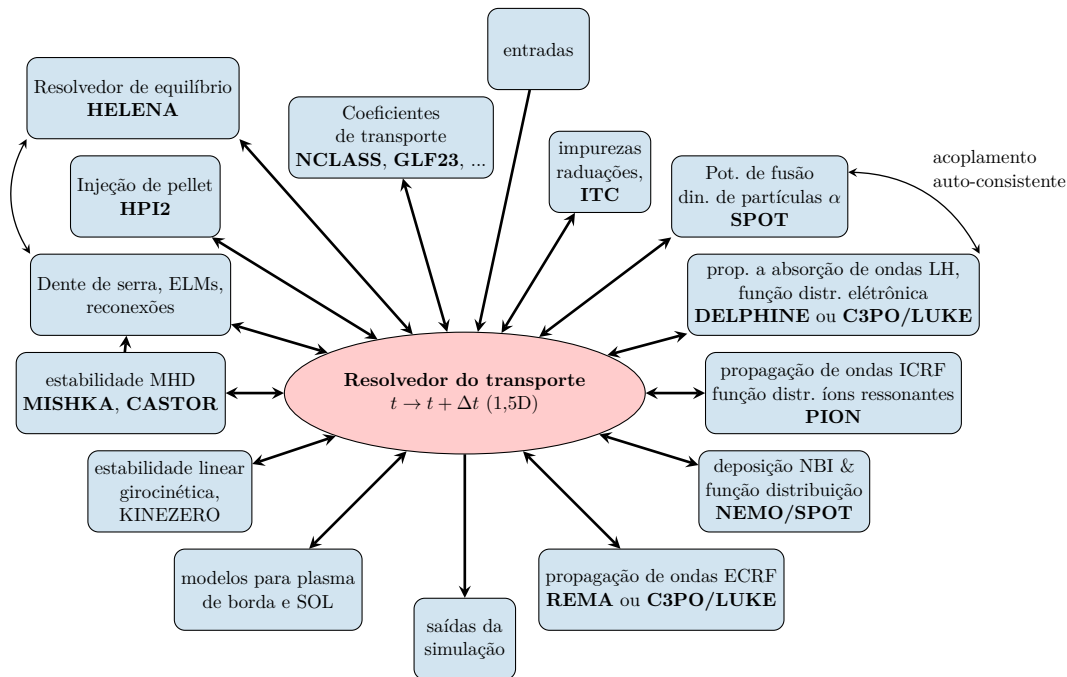 entradas
Resolvedor de equilíbrio
HELENA
Coeficientes
de transporte
NCLASS, GLF23, ...
impurezas
raduações,
ITC
Pot. de fusão
din. de partículas α
SPOT
acoplamento
auto-consistente
Injeção de pellet
HPI2
Dente de serra, ELMs,
reconexões
prop. a absorção de ondas LH,
função distr. elétrônica
DELPHINE ou C3PO/LUKE
estabilidade MHD
MISHKA, CASTOR
Resolvedor do transporte
t → t + Δt (1,5D)
propagação de ondas ICRF
função distr. íons ressonantes
PION
estabilidade linear
girocinética,
KINEZERO
deposição NBI &
função distribuição
NEMO/SPOT
modelos para plasma
de borda e SOL
propagação de ondas ECRF
REMA ou C3PO/LUKE
saídas da
simulação